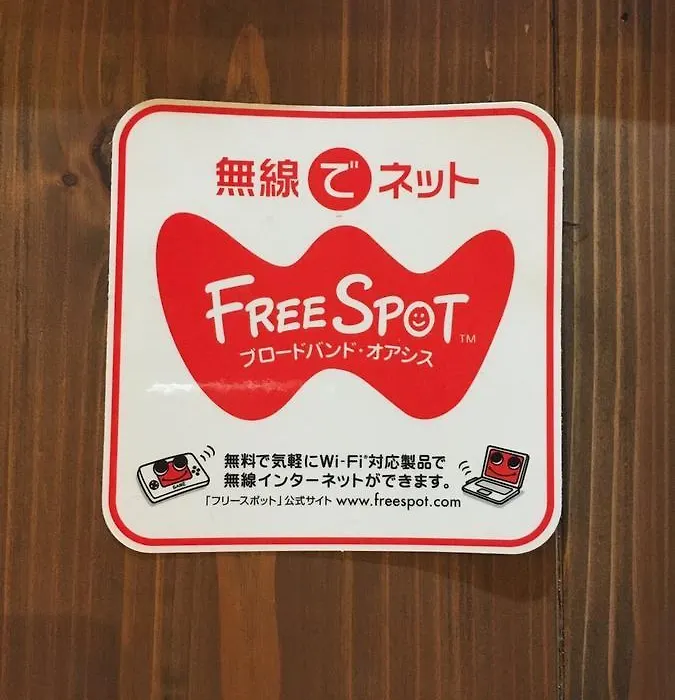 無線でネット
FREE SPOT™
ブロードバンド・オアシス
無料で気軽にWi-Fi®対応製品で
無線インターネットができます。
「フリースポット」公式サイト www.freespot.com
GAME